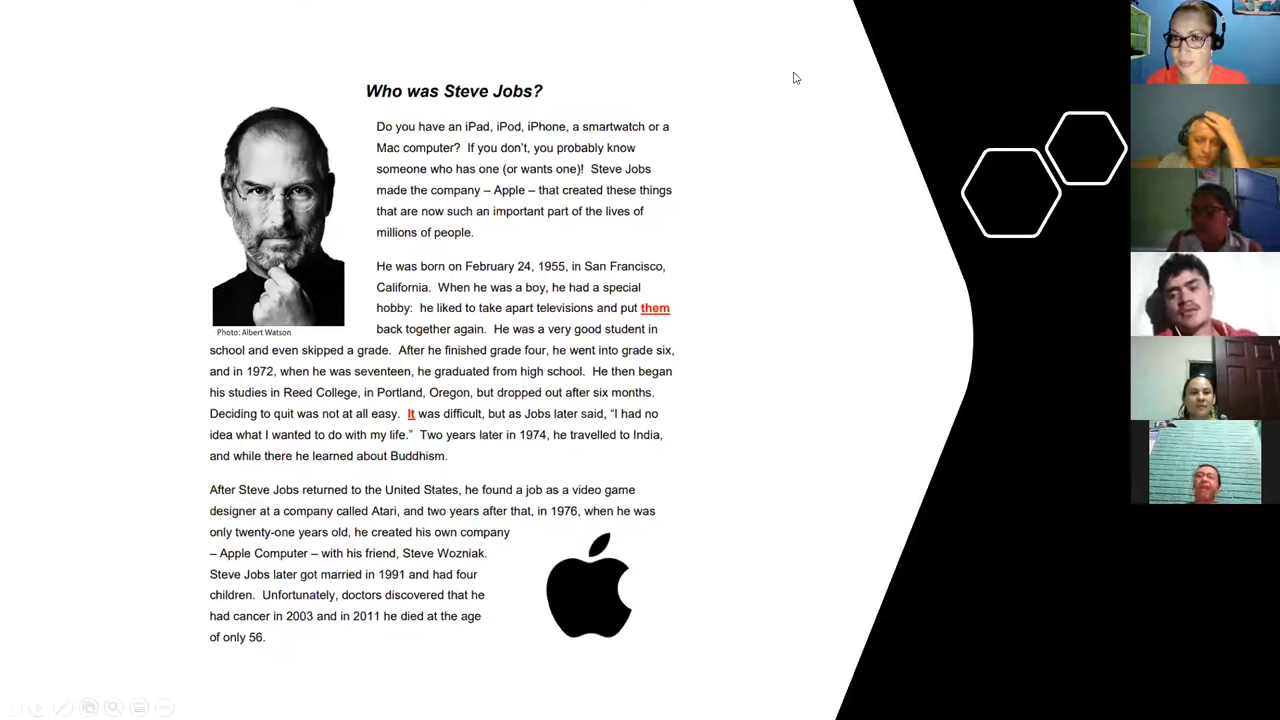 Who was Steve Jobs?
Do you have an iPad, iPod, iPhone, a smartwatch or a
Mac computer? If you don't, you probably know
someone who has one (or wants one)! Steve Jobs
made the company – Apple – that created these things
that are now such an important part of the lives of
millions of people.
He was born on February 24, 1955, in San Francisco,
California. When he was a boy, he had a special
hobby: he liked to take apart televisions and put them
Photo: Albert Watson
back together again. He was a very good student in
school and even skipped a grade. After he finished grade four, he went into grade six,
and in 1972, when he was seventeen, he graduated from high school. He then began
his studies in Reed College, in Portland, Oregon, but dropped out after six months.
Deciding to quit was not at all easy. It was difficult, but as Jobs later said, “I had no
idea what I wanted to do with my life.” Two years later in 1974, he travelled to India,
and while there he learned about Buddhism.
After Steve Jobs returned to the United States, he found a job as a video game
designer at a company called Atari, and two years after that, in 1976, when he was
only twenty-one years old, he created his own company
– Apple Computer – with his friend, Steve Wozniak.
Steve Jobs later got married in 1991 and had four
children. Unfortunately, doctors discovered that he
had cancer in 2003 and in 2011 he died at the age
of only 56.